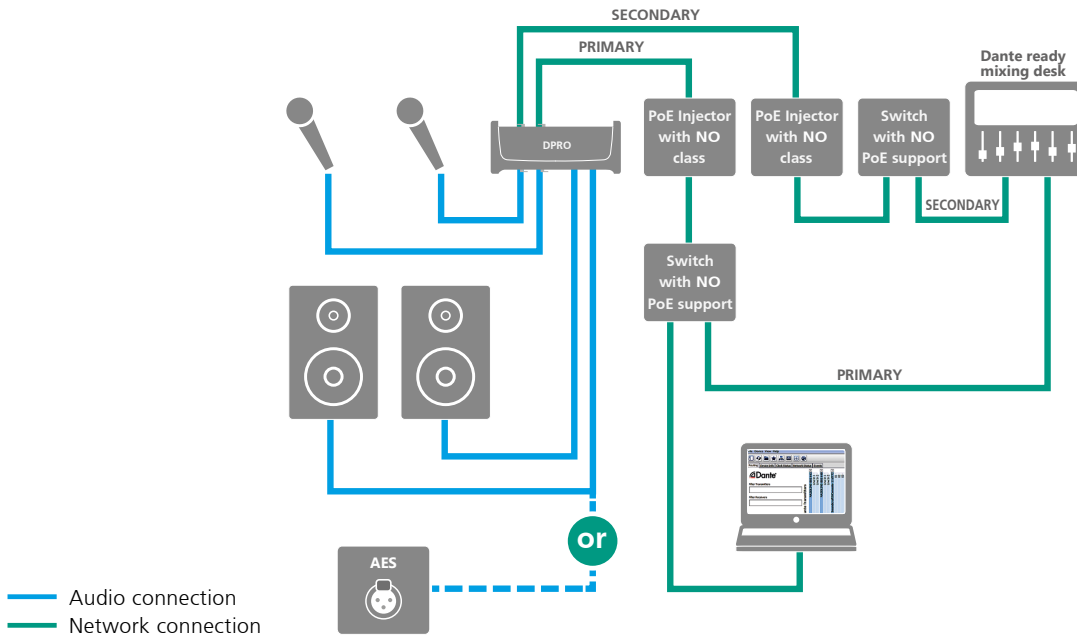 SECONDARY
PRIMARY
Dante ready
mixing desk
PoE Injector
with NO
class
PoE Injector
with NO
class
Switch
with NO
PoE support
DPRO
SECONDARY
Switch
with NO
PoE support
PRIMARY
Dante
or
AES
Audio connection
Network connection